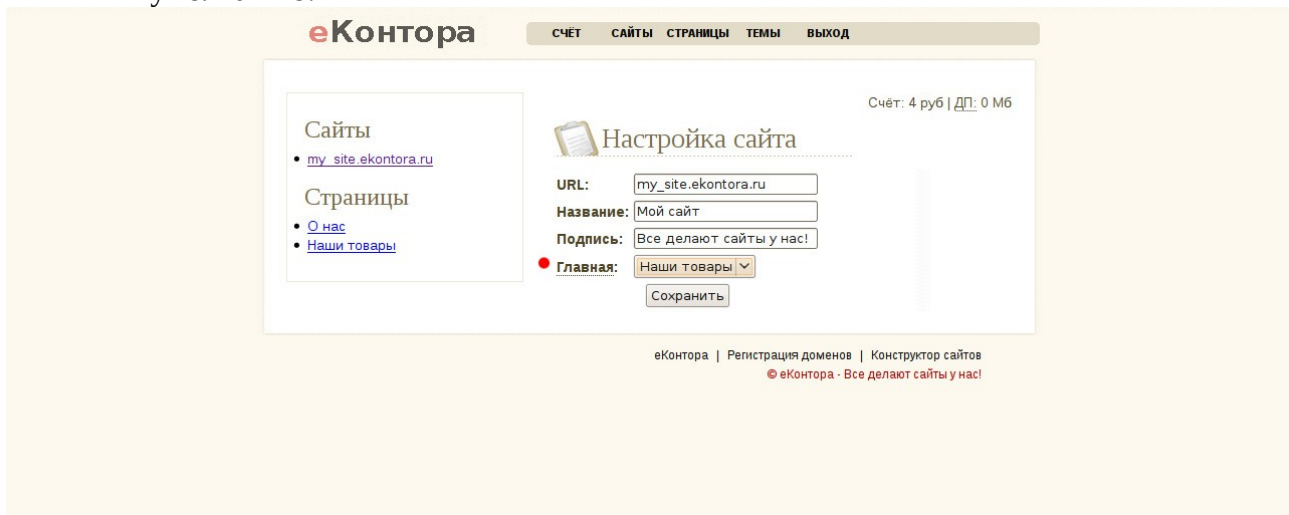 еКонтора
СЧЁТ САЙТЫ СТРАНИЦЫ ТЕМЫ ВЫХОД
Счёт: 4 руб | ДП: 0 Мб
Сайты
my_site.ekontora.ru
Страницы
О нас
Наши товары
Настройка сайта
URL: my_site.ekontora.ru
Название: Мой сайт
Подпись: Все делают сайты у нас!
Главная: Наши товары
Сохранить
еКонтора | Регистрация доменов | Конструктор сайтов
© еКонтора - Все делают сайты у нас!